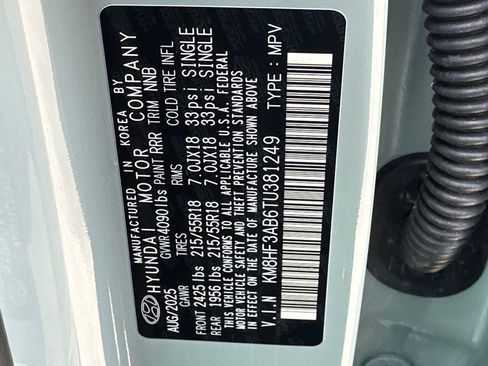 MANUFACTURED IN KOREA BY
HYUNDAI MOTOR COMPANY
AUG/2025 GVWR 4090 lbs PAINT RRR TRIM NNB
GAWR TIRES RIMS COLD TIRE INFL
FRONT 2425 lbs 215/55R18 7.0JX18 33psi SINGLE
REAR 1956 lbs 215/55R18 7.0JX18 33psi SINGLE
THIS VEHICLE CONFORMS TO ALL APPLICABLE U.S.A. FEDERAL
MOTOR VEHICLE SAFETY, BUMPER, AND THEFT PREVENTION STANDARDS
IN EFFECT ON THE DATE OF MANUFACTURE SHOWN ABOVE.
V.I.N : KM8HF3AB6TU381249 TYPE : MPV